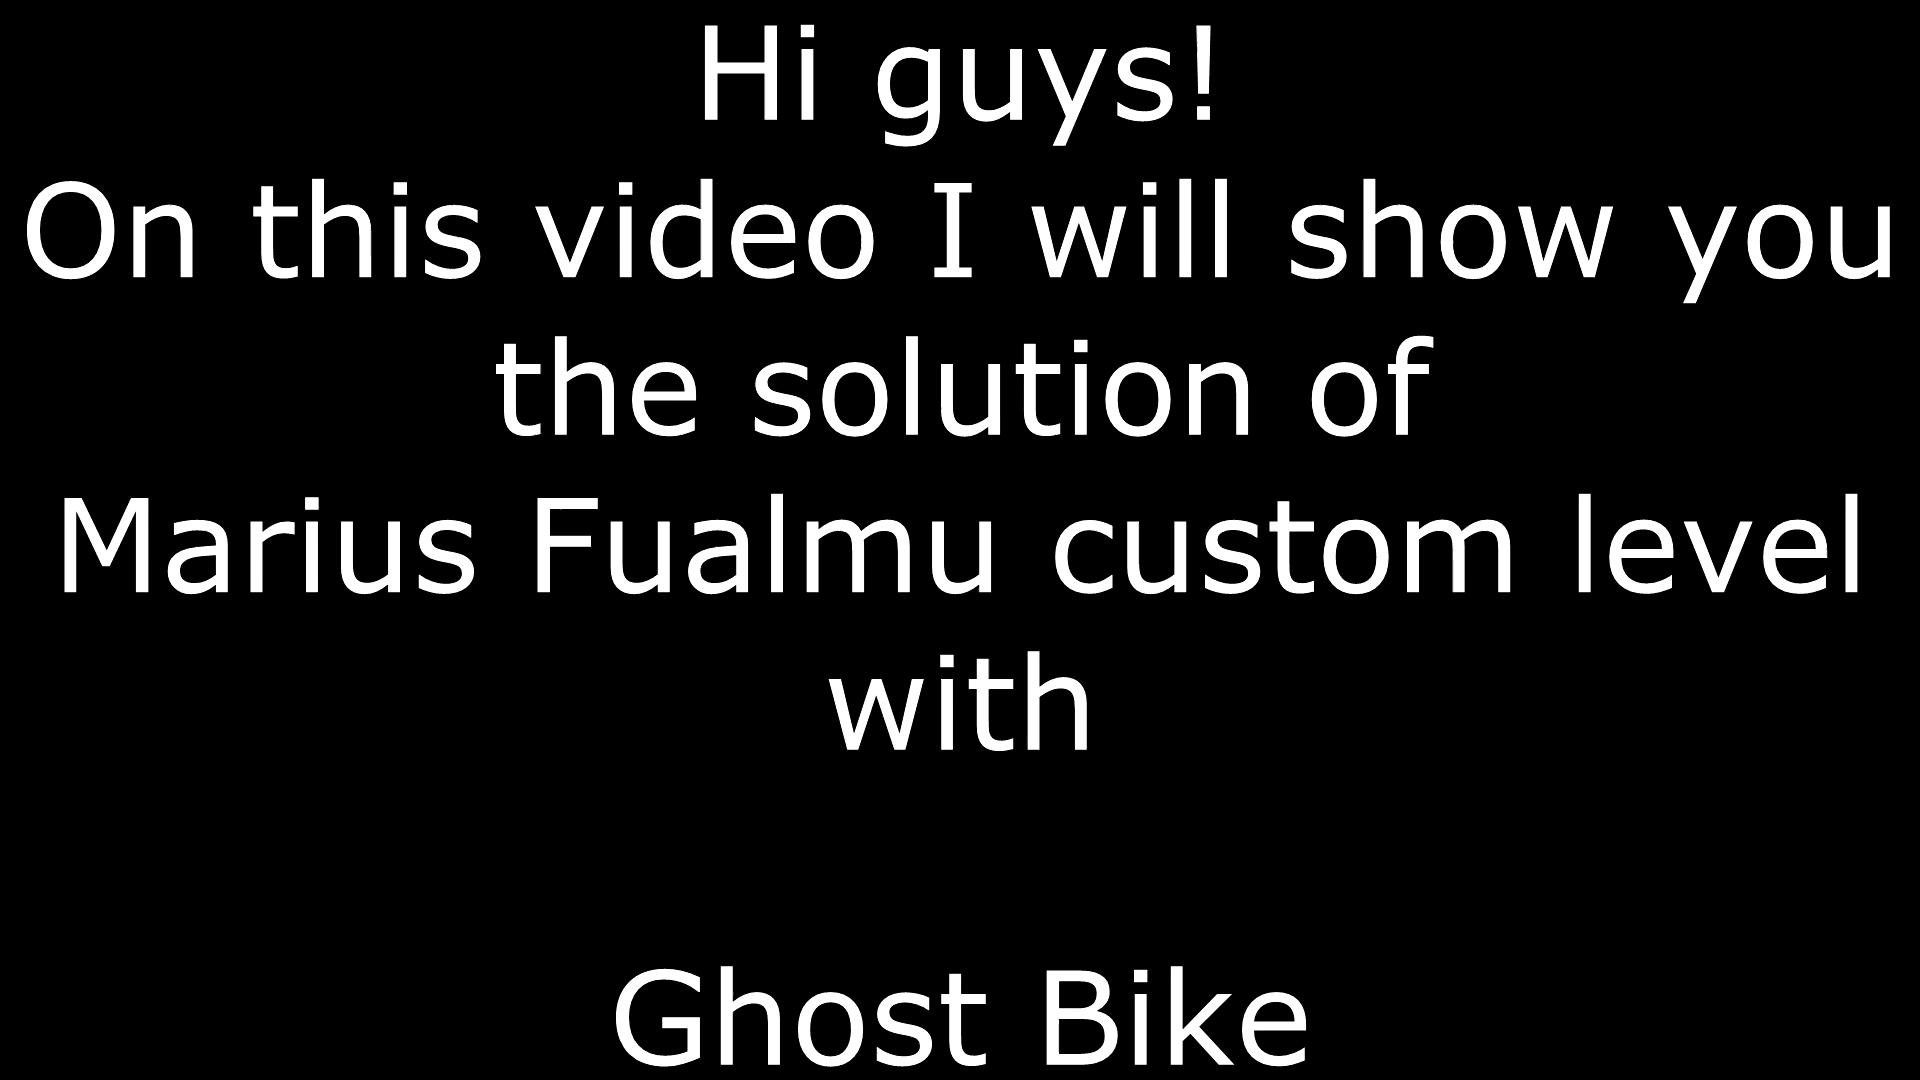 Hi guys!
On this video I will show you
the solution of
Marius Fualmu custom level
with
Ghost Bike